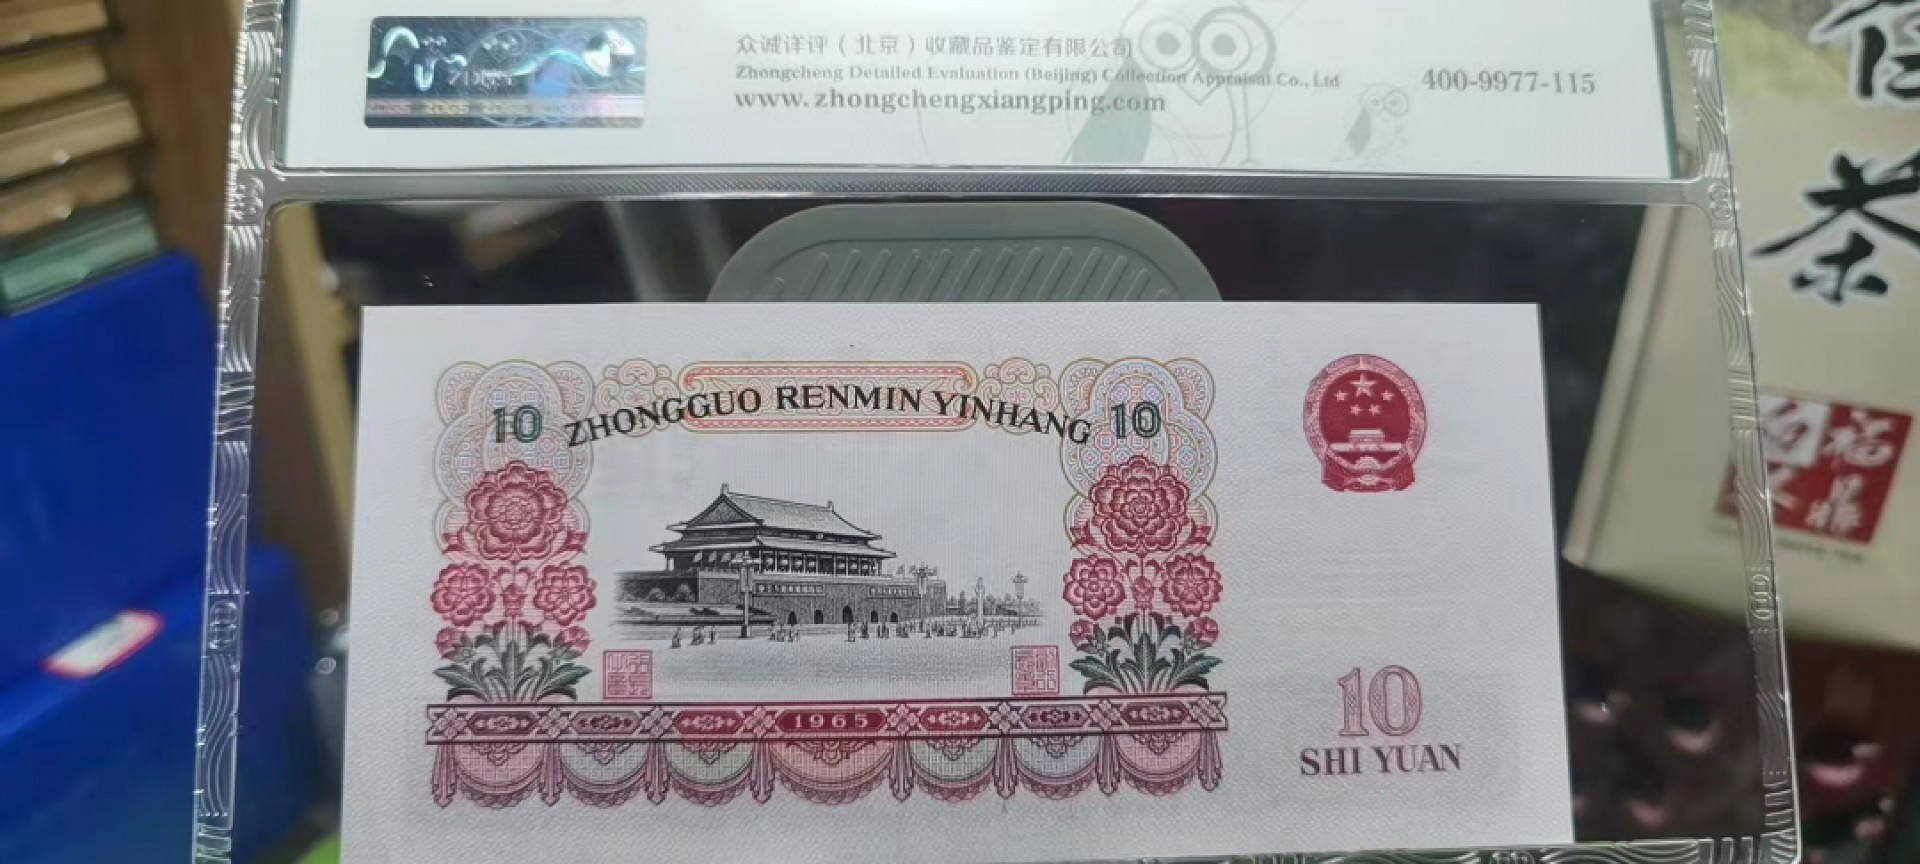 众诚详评（北京）收藏品鉴定有限公司
Zhongcheng Detailed Evaluation (Beijing) Collection Appraisal Co., Ltd
400-9977-115
www.zhongchengxiangping.com
ZHONGGUO RENMIN YINHANG
10
10
1965
10
SHI YUAN
茶
福
鼎